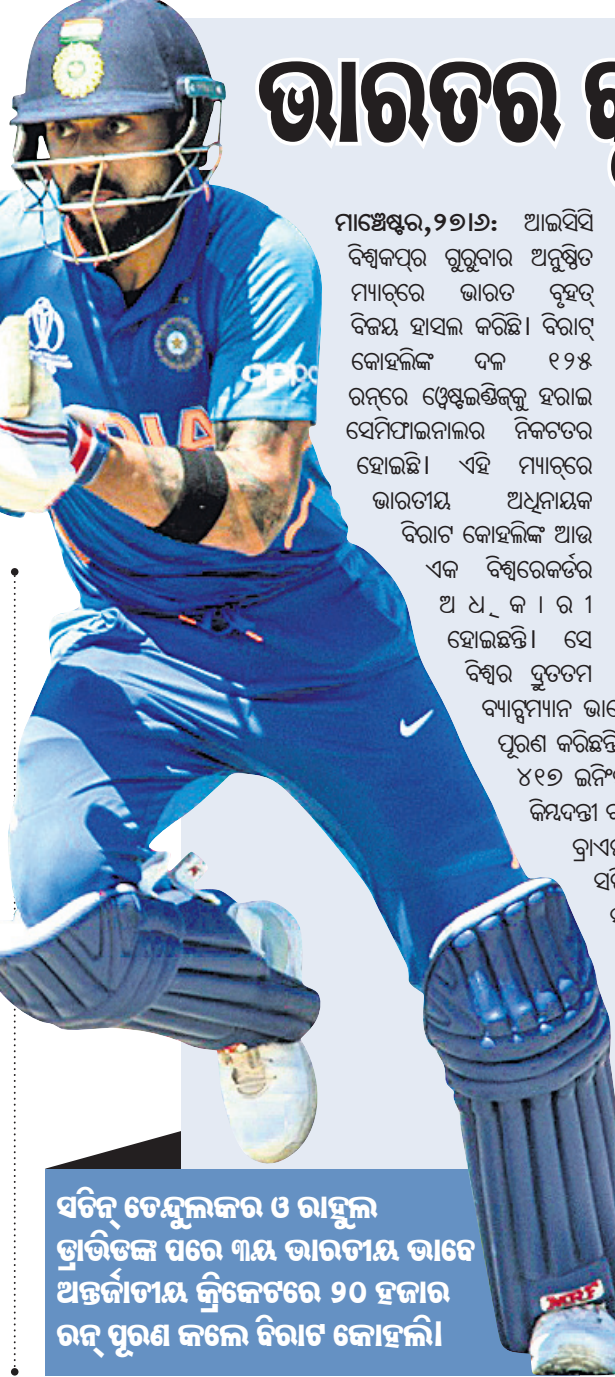 ଭାରତର
ମାଞ୍ଚେଷ୍ଟର,୨୭।୬: ଆଇସିସି
ବିଶ୍ୱକପ୍‌ର ଗୁରୁବାର ଅନୁଷ୍ଠିତ
ମ୍ୟାଚ୍‌ରେ ଭାରତ ବୃହତ୍
ବିଜୟ ହାସଲ କରିଛି। ବିରାଟ୍
କୋହଲିଙ୍କ ଦଳ ୧୨୫
ରନ୍‌ରେ ଓ୍ବେଷ୍ଟଇଣ୍ଡିଜ୍‌କୁ ହରାଇ
ସେମିଫାଇନାଲର ନିକଟତର
ହୋଇଛି। ଏହି ମ୍ୟାଚ୍‌ରେ
ଭାରତୀୟ ଅଧିନାୟକ
ବିରାଟ କୋହଲିଙ୍କ ଆଉ
ଏକ ବିଶ୍ୱରେକର୍ଡର
ଅଧିକାରୀ
ହୋଇଛନ୍ତି। ସେ
ବିଶ୍ୱର ଦ୍ରୁତତମ
ବ୍ୟାଟ୍ସମ୍ୟାନ
ପୂରଣ କରିଛନ୍ତି
୪୧୭
କିମ୍ବଦନ୍ତୀ
oppo
INDIA
MRF
ସଚିନ୍ ତେନ୍ଦୁଲକର ଓ ରାହୁଲ
ଡ୍ରାଭିଡଙ୍କ ପରେ ୩ୟ ଭାରତୀୟ ଭାବେ
ଅନ୍ତର୍ଜାତୀୟ କ୍ରିକେଟରେ ୨୦ ହଜାର
ରନ୍ ପୂରଣ କଲେ ବିରାଟ କୋହଲି।